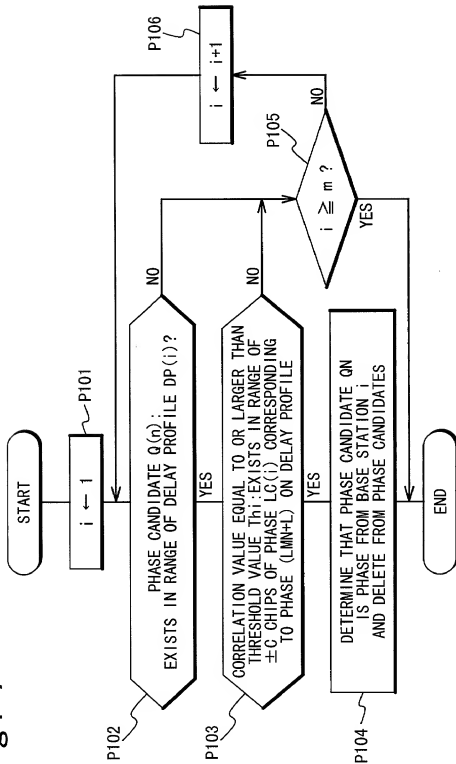 START
P101
i ← 1
P102
PHASE CANDIDATE Q(n);
EXISTS IN RANGE OF DELAY PROFILE DP(i)?
NO
YES
P103
CORRELATION VALUE EQUAL TO OR LARGER THAN
THRESHOLD VALUE Thi:EXISTS IN RANGE OF
±C CHIPS OF PHASE LC(i) CORRESPONDING
TO PHASE (LMN+L) ON DELAY PROFILE
NO
YES
P104
DETERMINE THAT PHASE CANDIDATE QN
IS PHASE FROM BASE STATION i
AND DELETE FROM PHASE CANDIDATES
P105
i ≧ m ?
NO
YES
P106
i ← i+1
END